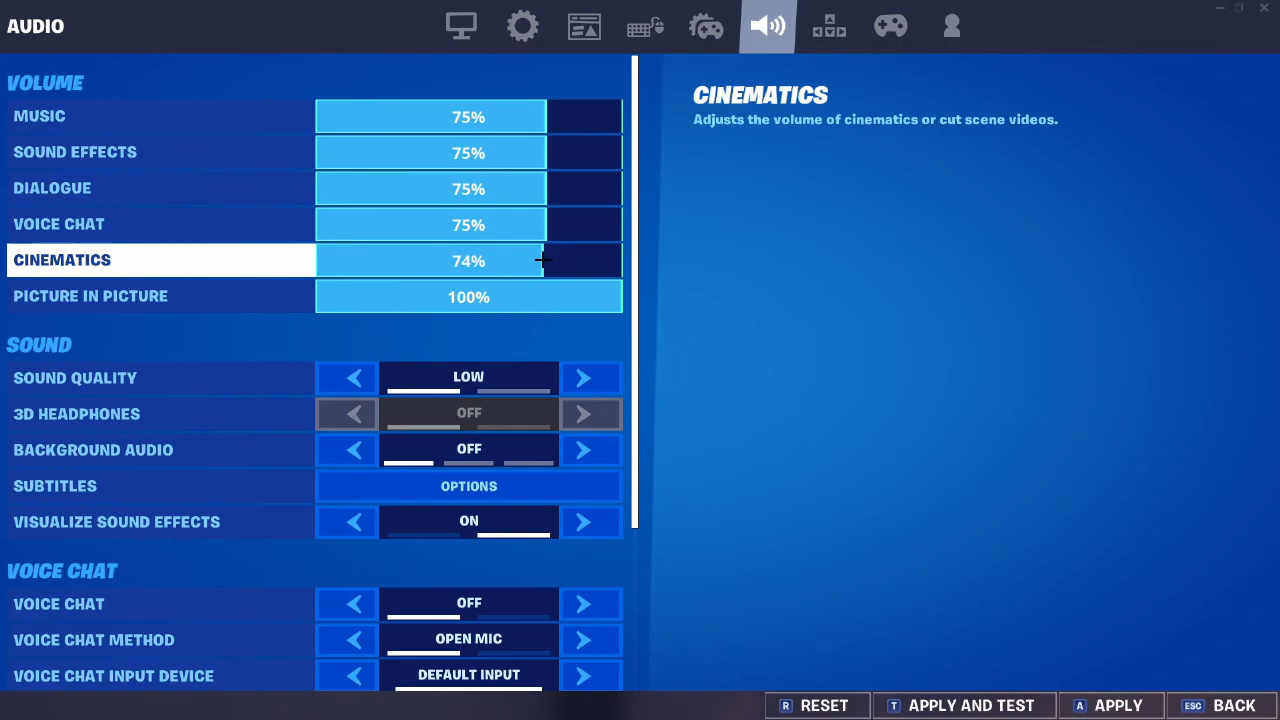 AUDIO
VOLUME
MUSIC 75%
SOUND EFFECTS 75%
DIALOGUE 75%
VOICE CHAT 75%
CINEMATICS 74%
PICTURE IN PICTURE 100%
SOUND
SOUND QUALITY LOW
3D HEADPHONES OFF
BACKGROUND AUDIO OFF
SUBTITLES OPTIONS
VISUALIZE SOUND EFFECTS ON
VOICE CHAT
VOICE CHAT OFF
VOICE CHAT METHOD OPEN MIC
VOICE CHAT INPUT DEVICE DEFAULT INPUT
CINEMATICS
Adjusts the volume of cinematics or cut scene videos.
R RESET T APPLY AND TEST A APPLY ESC BACK